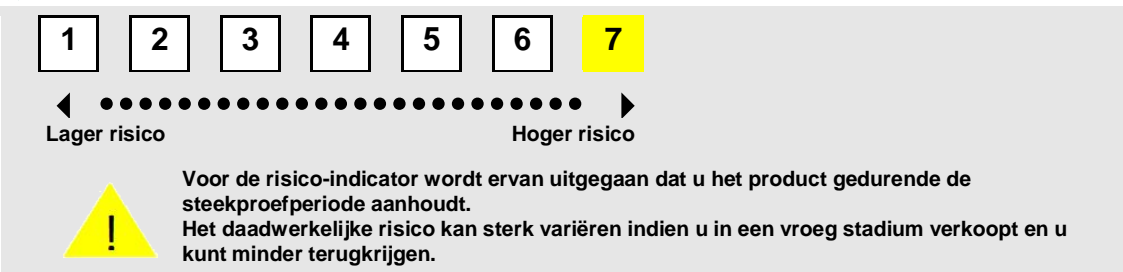 1 2 3 4 5 6 7
Lager risico Hoger risico
!
Voor de risico-indicator wordt ervan uitgegaan dat u het product gedurende de
steekproefperiode aanhoudt.
Het daadwerkelijke risico kan sterk variëren indien u in een vroeg stadium verkoopt en u
kunt minder terugkrijgen.